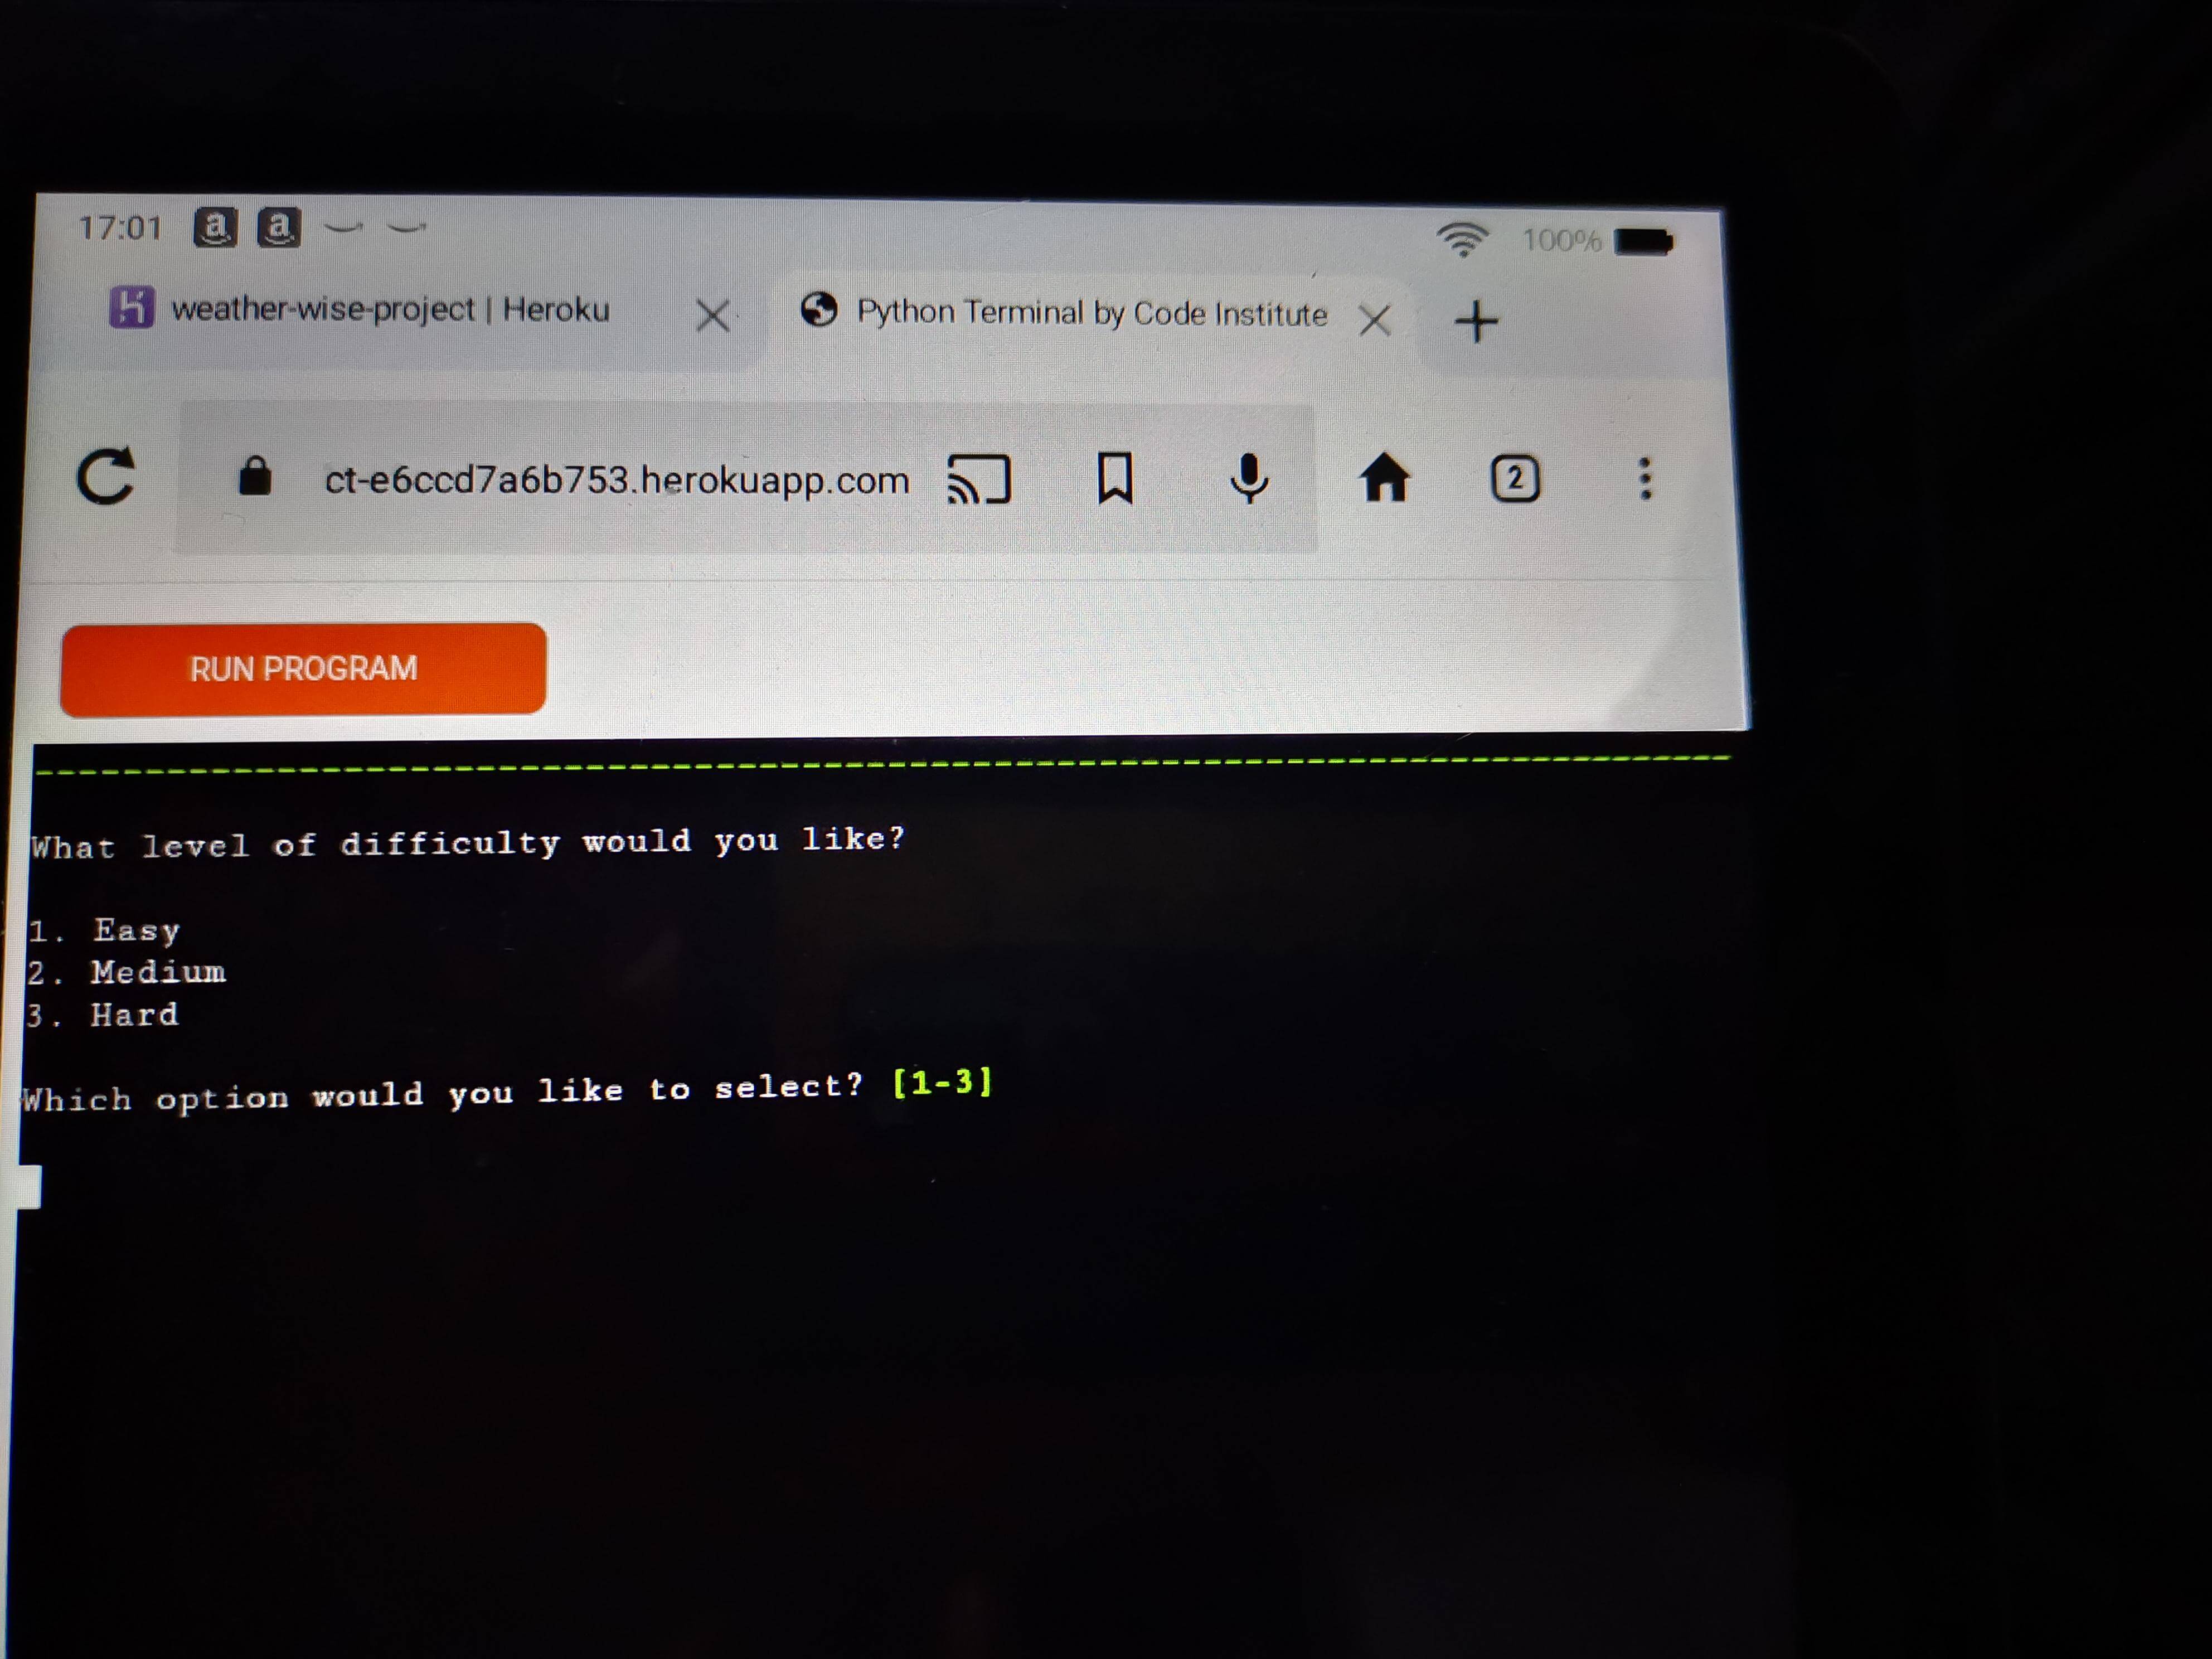 17:01 a a 100%
weather-wise-project | Heroku Python Terminal by Code Institute
ct-e6ccd7a6b753.herokuapp.com 2
RUN PROGRAM
--------------------------------------------------------------------------------
What level of difficulty would you like?
1. Easy
2. Medium
3. Hard
Which option would you like to select? [1-3]